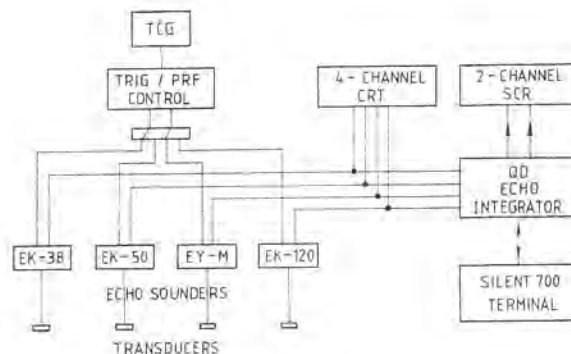 TCG
TRIG / PRF
CONTROL
4 - CHANNEL
CRT
2 - CHANNEL
SCR
QD
ECHO
INTEGRATOR
EK-38
EK-50
EY-M
EK-120
ECHO SOUNDERS
SILENT 700
TERMINAL
TRANSDUCERS